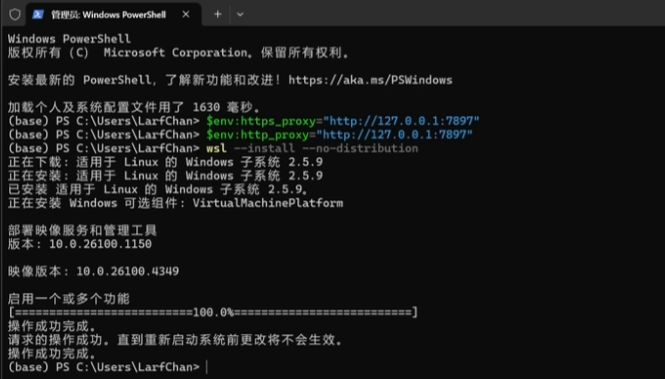 管理员: Windows PowerShell
Windows PowerShell
版权所有 (C) Microsoft Corporation。保留所有权利。
安装最新的 PowerShell，了解新功能和改进！https://aka.ms/PSWindows
加载个人及系统配置文件用了 1630 毫秒。
(base) PS C:\Users\LarfChan> $env:https_proxy="http://127.0.0.1:7897"
(base) PS C:\Users\LarfChan> $env:http_proxy="http://127.0.0.1:7897"
(base) PS C:\Users\LarfChan> wsl --install --no-distribution
正在下载: 适用于 Linux 的 Windows 子系统 2.5.9
正在安装: 适用于 Linux 的 Windows 子系统 2.5.9
已安装 适用于 Linux 的 Windows 子系统 2.5.9。
正在安装 Windows 可选组件: VirtualMachinePlatform
部署映像服务和管理工具
版本: 10.0.26100.1150
映像版本: 10.0.26100.4349
启用一个或多个功能
[==========================100.0%==========================]
操作成功完成。
请求的操作成功。直到重新启动系统前更改将不会生效。
操作成功完成。
(base) PS C:\Users\LarfChan>